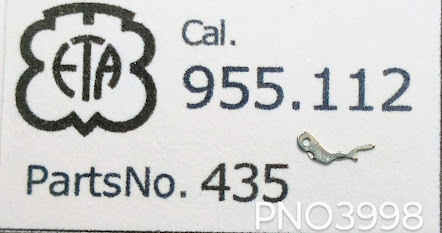 ETA
Cal.
955.112
PartsNo. 435
PNO3998